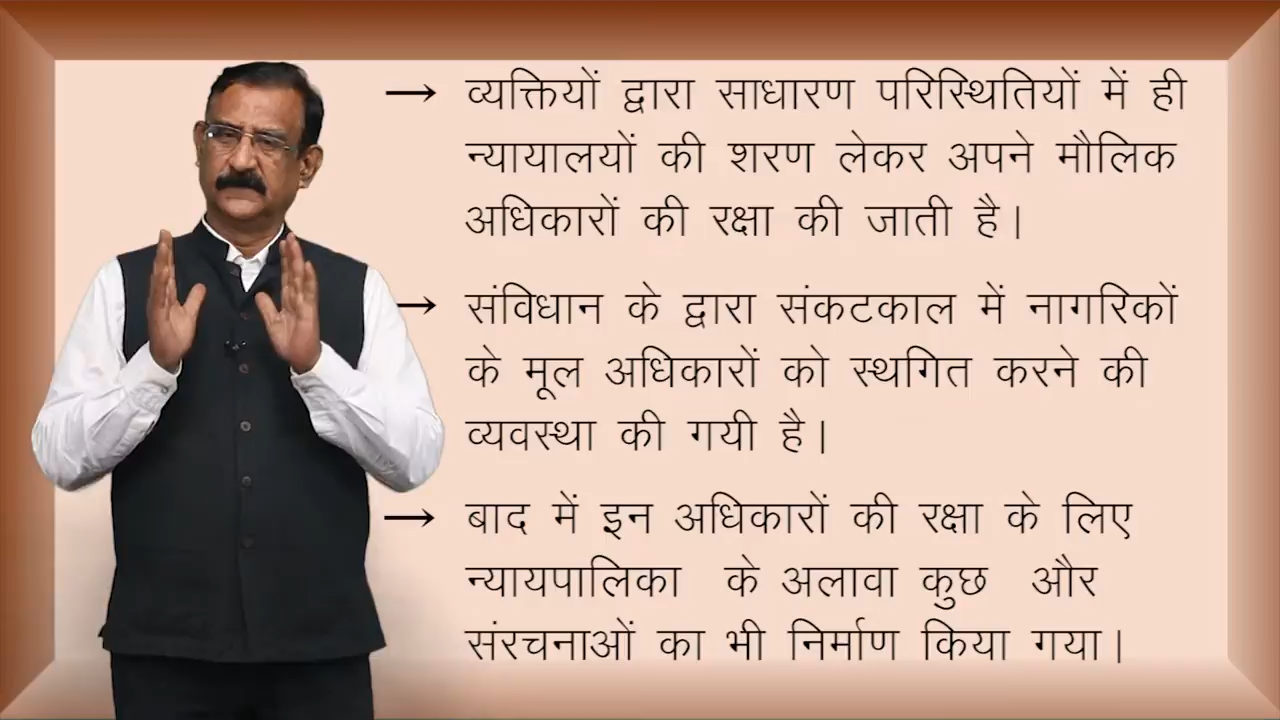 → व्यक्तियों द्वारा साधारण परिस्थितियों में ही
न्यायालयों की शरण लेकर अपने मौलिक
अधिकारों की रक्षा की जाती है।
→ संविधान के द्वारा संकटकाल में नागरिकों
के मूल अधिकारों को स्थगित करने की
व्यवस्था की गयी है।
→ बाद में इन अधिकारों की रक्षा के लिए
न्यायपालिका के अलावा कुछ और
संरचनाओं का भी निर्माण किया गया।